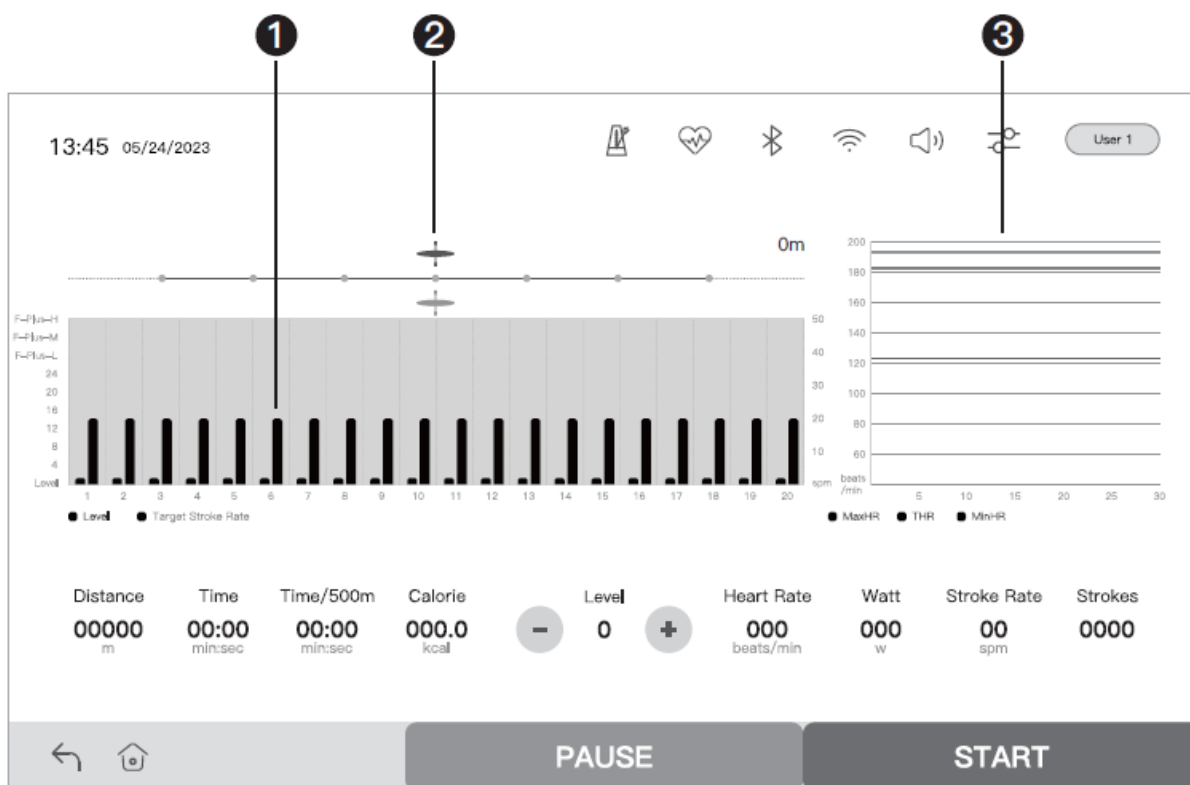 1 2 3
13:45 05/24/2023
User 1
0m
F-Plus-H
F-Plus-M
F-Plus-L
24
20
16
12
8
4
Level
50
40
30
20
10
spm
1 2 3 4 5 6 7 8 9 10 11 12 13 14 15 16 17 18 19 20
Level Target Stroke Rate
200
180
160
140
120
100
80
60
beats
/min
5 10 15 20 25 30
MaxHR THR MinHR
Distance Time Time/500m Calorie Level Heart Rate Watt Stroke Rate Strokes
00000 00:00 00:00 000.0 - 0 + 000 000 00 0000
m min:sec min:sec kcal beats/min w spm
PAUSE START